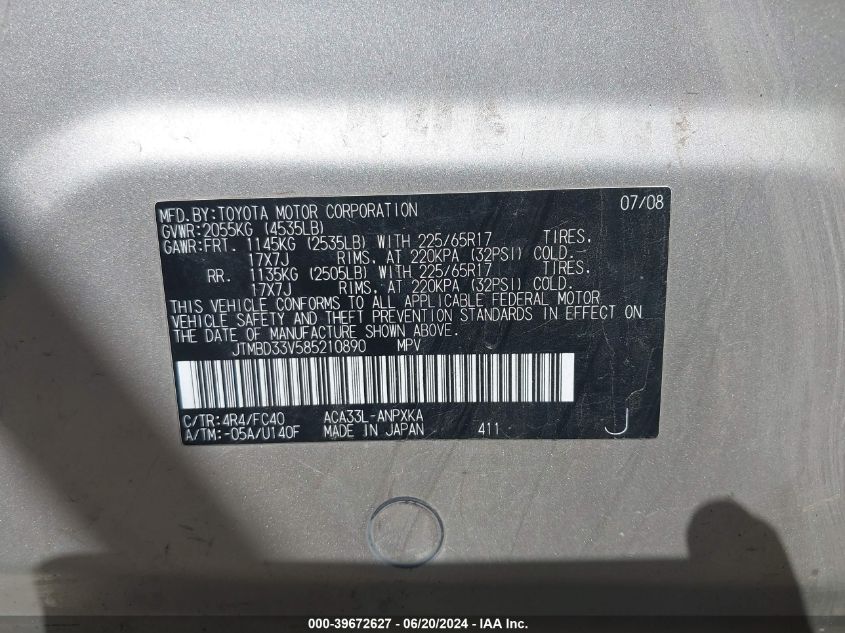 MFD.BY:TOYOTA MOTOR CORPORATION 07/08
GVWR:2055KG (4535LB)
GAWR:FRT. 1145KG (2535LB) WITH 225/65R17 TIRES,
17X7J RIMS, AT 220KPA (32PSI) COLD.
RR. 1135KG (2505LB) WITH 225/65R17 TIRES,
17X7J RIMS, AT 220KPA (32PSI) COLD.
THIS VEHICLE CONFORMS TO ALL APPLICABLE FEDERAL MOTOR
VEHICLE SAFETY AND THEFT PREVENTION STANDARDS IN EFFECT ON
THE DATE OF MANUFACTURE SHOWN ABOVE.
JTMBD33V585210890 MPV
C/TR:4R4/FC40 ACA33L-ANPXKA
A/TM:-05A/U140F MADE IN JAPAN 411 J
000-39672627 - 06/20/2024 - IAA Inc.